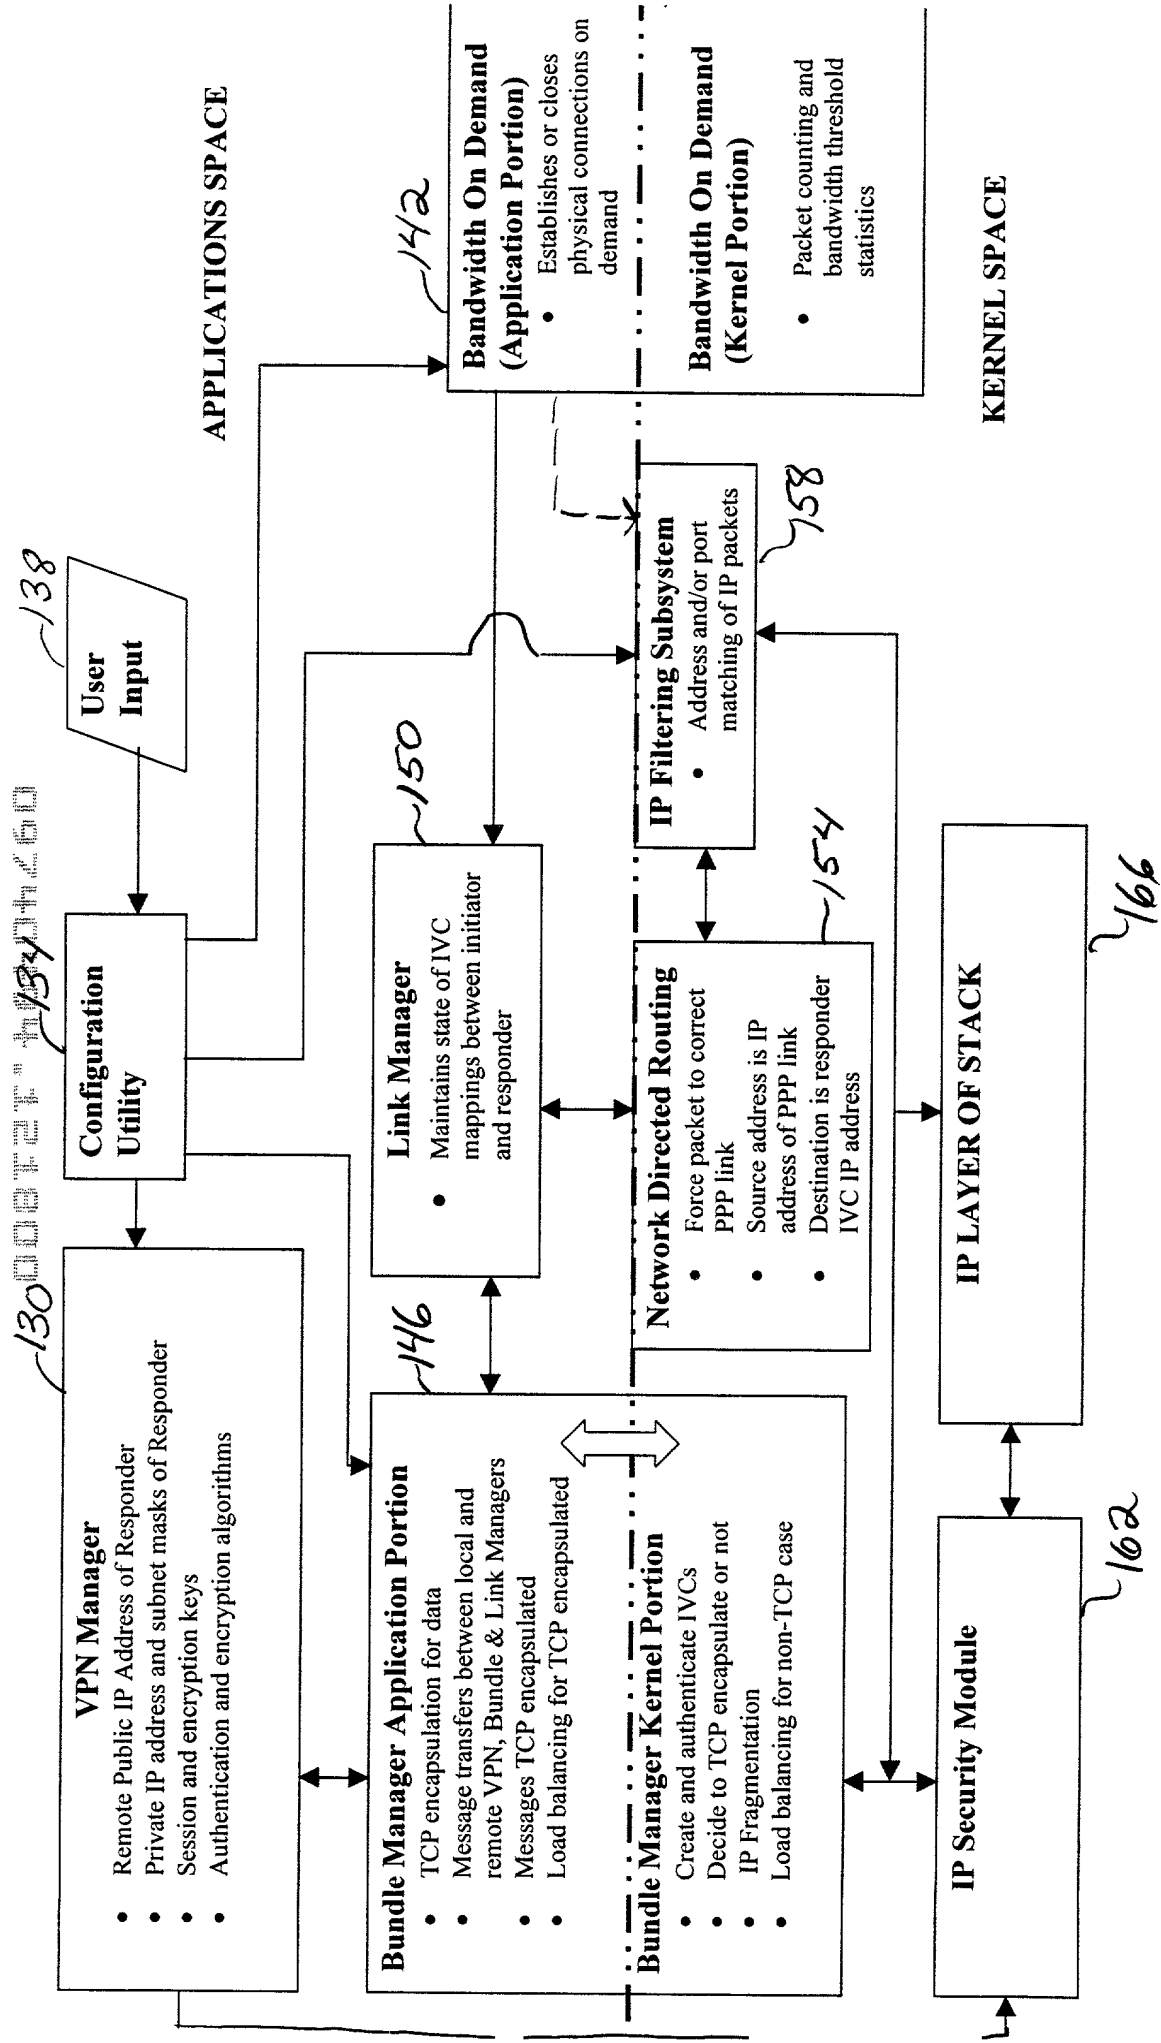 APPLICATIONS SPACE
138
User
Input
134
Configuration
Utility
130
VPN Manager
• Remote Public IP Address of Responder
• Private IP address and subnet masks of Responder
• Session and encryption keys
• Authentication and encryption algorithms
142
Bandwidth On Demand
(Application Portion)
• Establishes or closes
physical connections on
demand
Bandwidth On Demand
(Kernel Portion)
• Packet counting and
bandwidth threshold
statistics
150
Link Manager
• Maintains state of IVC
mappings between initiator
and responder
146
Bundle Manager Application Portion
• TCP encapsulation for data
• Message transfers between local and
remote VPN, Bundle & Link Managers
• Messages TCP encapsulated
• Load balancing for TCP encapsulated
Bundle Manager Kernel Portion
• Create and authenticate IVCs
• Decide to TCP encapsulate or not
• IP Fragmentation
• Load balancing for non-TCP case
158
IP Filtering Subsystem
• Address and/or port
matching of IP packets
154
Network Directed Routing
• Force packet to correct
PPP link
• Source address is IP
address of PPP link
• Destination is responder
IVC IP address
KERNEL SPACE
IP LAYER OF STACK
166
IP Security Module
162